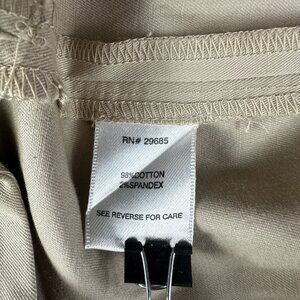 RN# 29685
98%COTTON
2%SPANDEX
SEE REVERSE FOR CARE